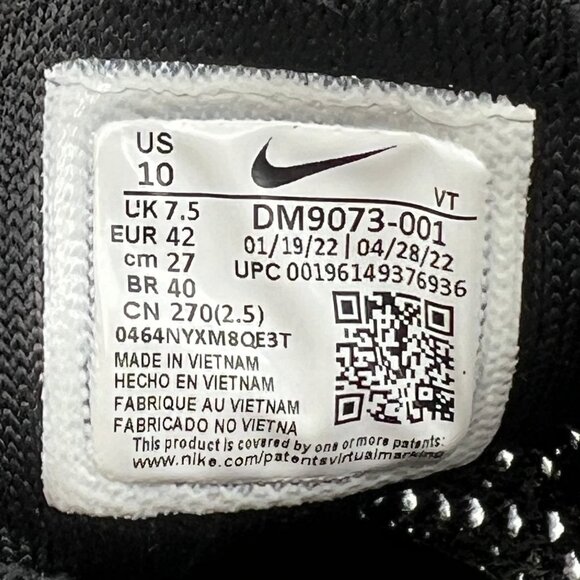 US
10
VT
UK 7.5
EUR 42
cm 27
BR 40
CN 270(2.5)
DM9073-001
01/19/22 | 04/28/22
UPC 00196149376936
0464NYXM8QE3T
MADE IN VIETNAM
HECHO EN VIETNAM
FABRIQUE AU VIETNAM
FABRICADO NO VIETNA
This product is covered by one or more patents:
www.nike.com/patentsvirtualmarking